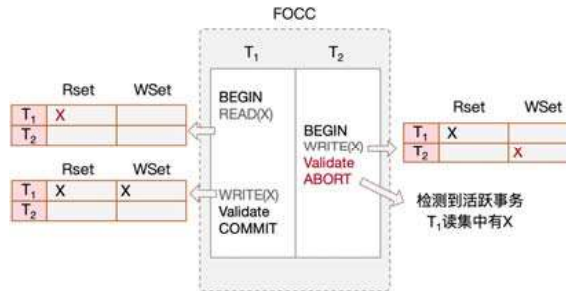 FOCC
T1 T2
Rset WSet
T1 X
T2
BEGIN
READ(X)
BEGIN
WRITE(X)
Validate
ABORT
Rset WSet
T1 X
T2 X
Rset WSet
T1 X X
T2
WRITE(X)
Validate
COMMIT
检测到活跃事务
T1读集中有X